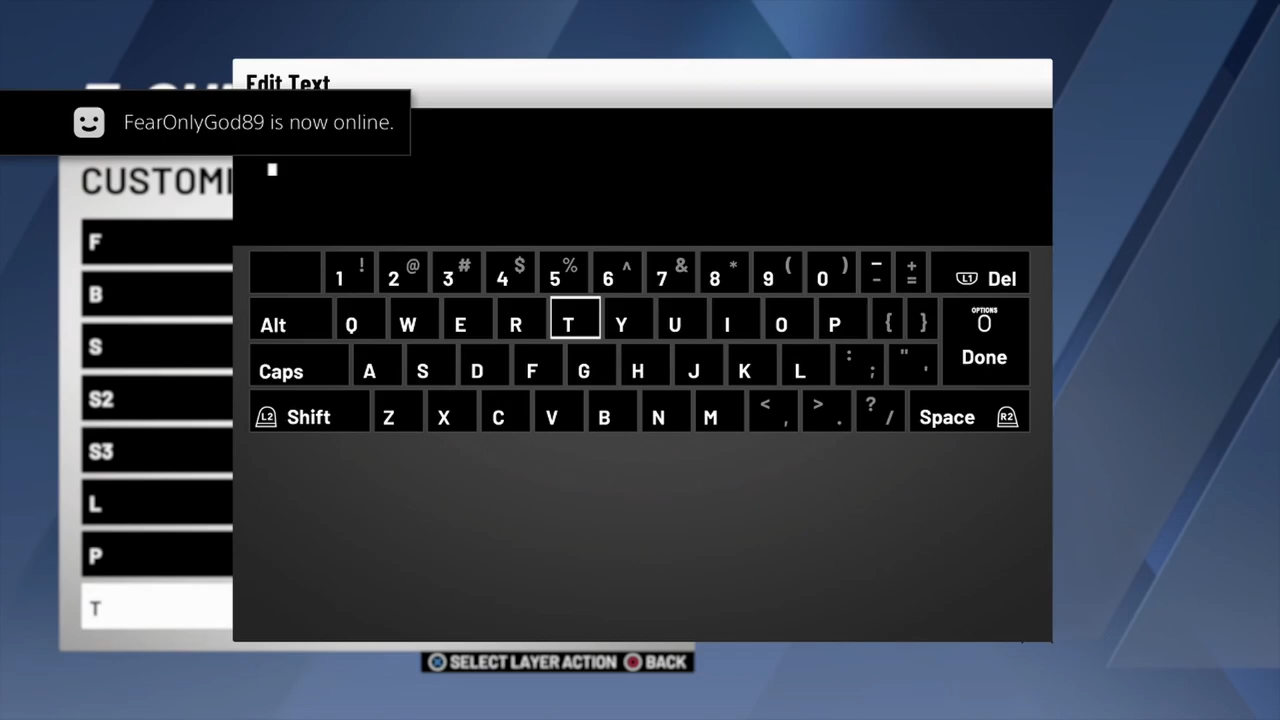 Edit Text
FearOnlyGod89 is now online.
CUSTOMI
F
B
S
S2
S3
L
P
T
1 ! 2 @ 3 # 4 $ 5 % 6 ^ 7 & 8 * 9 ( 0 ) _ - + = L1 Del
Alt Q W E R T Y U I O P { } OPTIONS
Done
Caps A S D F G H J K L : ; " '
L2 Shift Z X C V B N M < , > . ? / Space R2
SELECT LAYER ACTION BACK